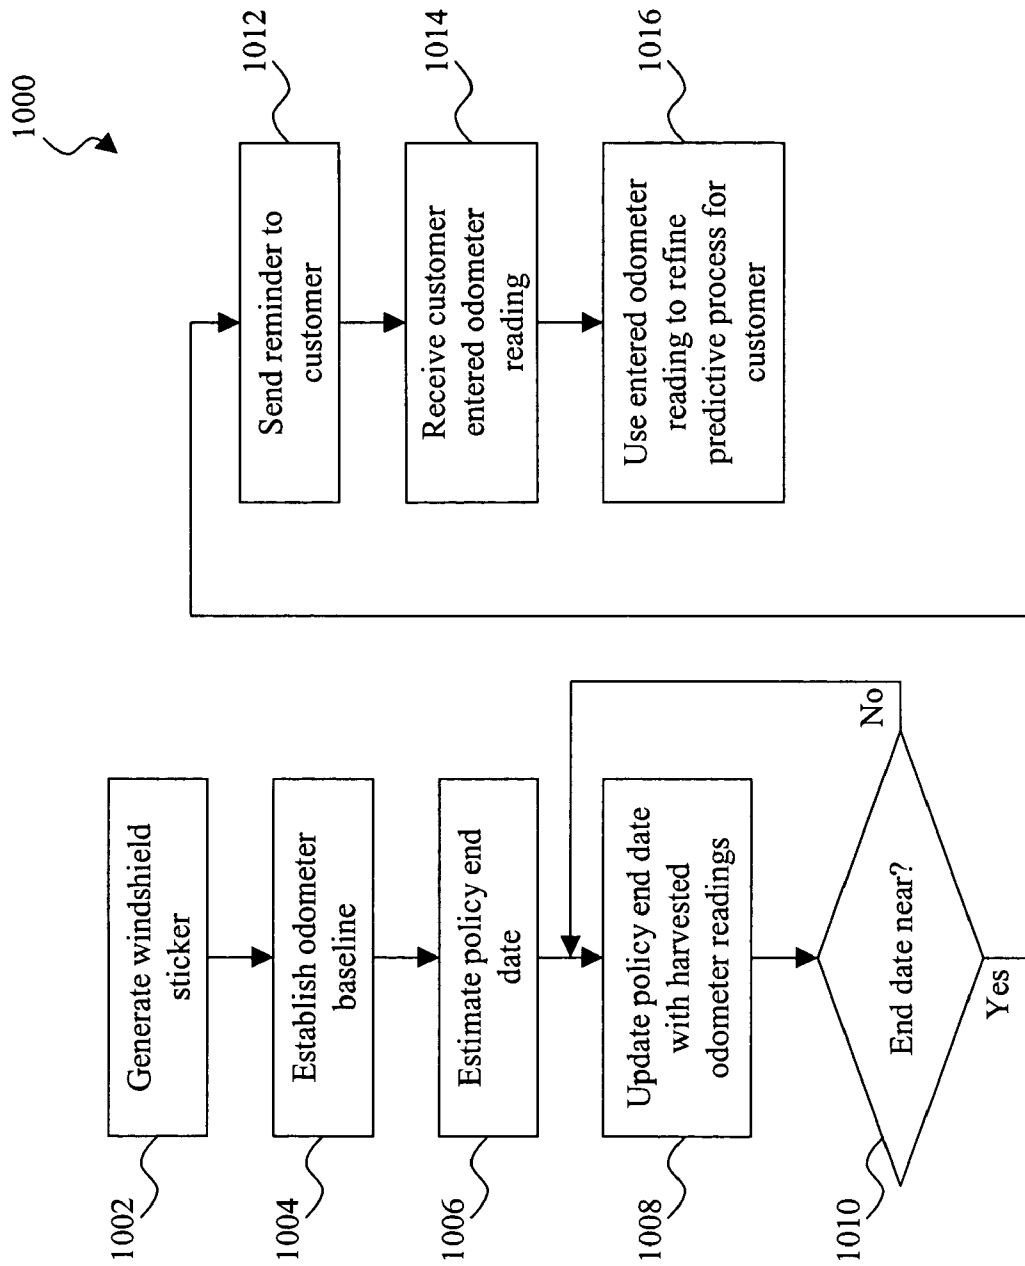 1000
1002
Generate windshield
sticker
1004
Establish odometer
baseline
1006
Estimate policy end
date
1008
Update policy end date
with harvested
odometer readings
1010
End date near?
No
Yes
1012
Send reminder to
customer
1014
Receive customer
entered odometer
reading
1016
Use entered odometer
reading to refine
predictive process for
customer